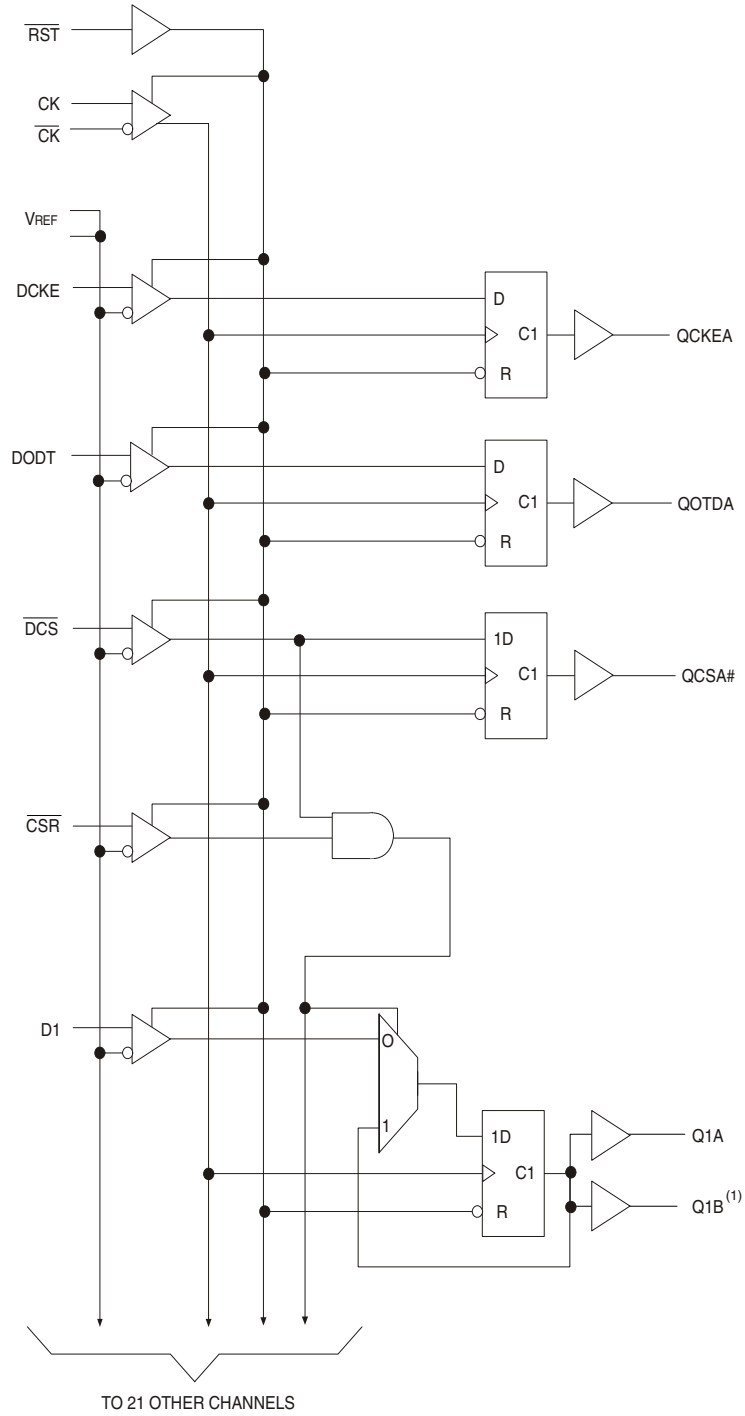 RST
CK
CK
VREF
DCKE
D
C1
R
QCKEA
DODT
D
C1
R
QOTDA
DCS
1D
C1
R
QCSA#
CSR
D1
O
1
1D
C1
R
Q1A
Q1B(1)
TO 21 OTHER CHANNELS